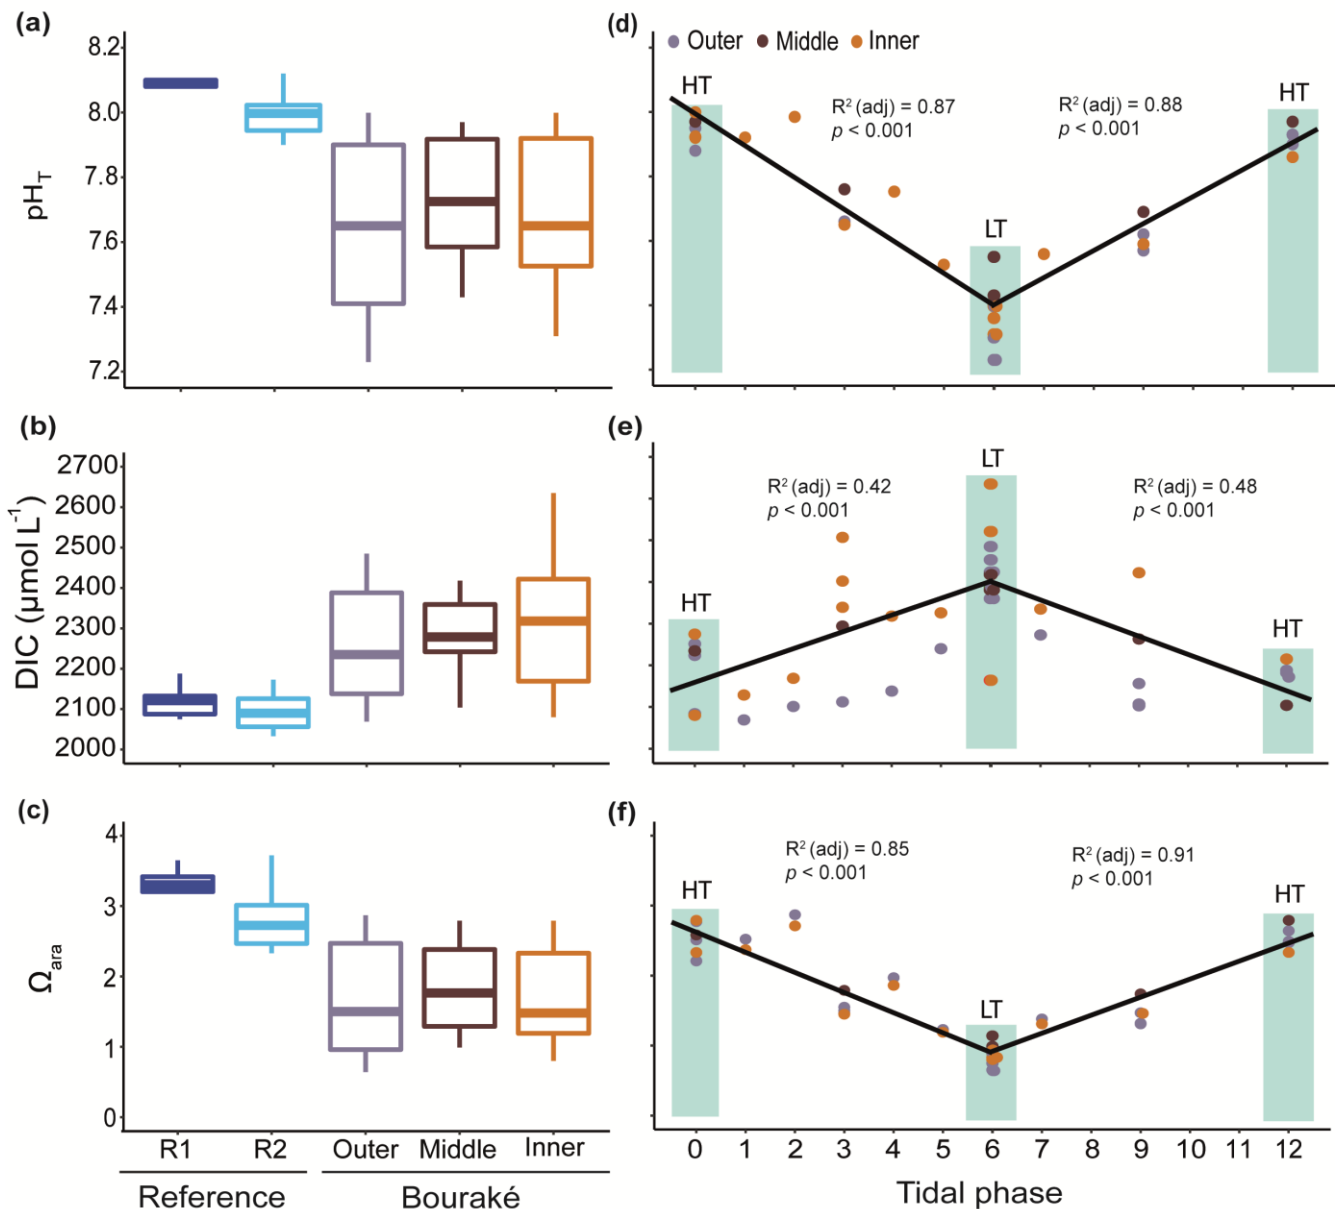 (a)
8.2
8.0
7.8
7.6
7.4
7.2
pH_T
(d)
Outer Middle Inner
HT
R² (adj) = 0.87
p < 0.001
R² (adj) = 0.88
p < 0.001
HT
LT
(b)
2700
2600
2500
2400
2300
2200
2100
2000
DIC (µmol L⁻¹)
(e)
LT
R² (adj) = 0.42
p < 0.001
R² (adj) = 0.48
p < 0.001
HT
HT
(c)
4
3
2
1
0
Ω_ara
R1 R2 Outer Middle Inner
Reference Bouraké
(f)
R² (adj) = 0.85
p < 0.001
R² (adj) = 0.91
p < 0.001
HT
HT
LT
0 1 2 3 4 5 6 7 8 9 10 11 12
Tidal phase